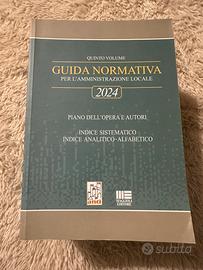 QUINTO VOLUME
GUIDA NORMATIVA
PER L'AMMINISTRAZIONE LOCALE
2024
PIANO DELL'OPERA E AUTORI
INDICE SISTEMATICO
INDICE ANALITICO-ALFABETICO
MAGGIOLI
EDITORE
subito